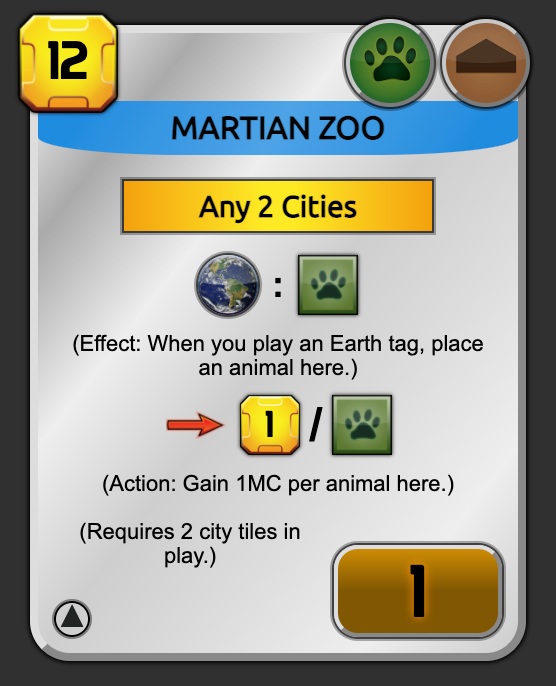 12
MARTIAN ZOO
Any 2 Cities
:
(Effect: When you play an Earth tag, place
an animal here.)
1 /
(Action: Gain 1MC per animal here.)
(Requires 2 city tiles in
play.)
1